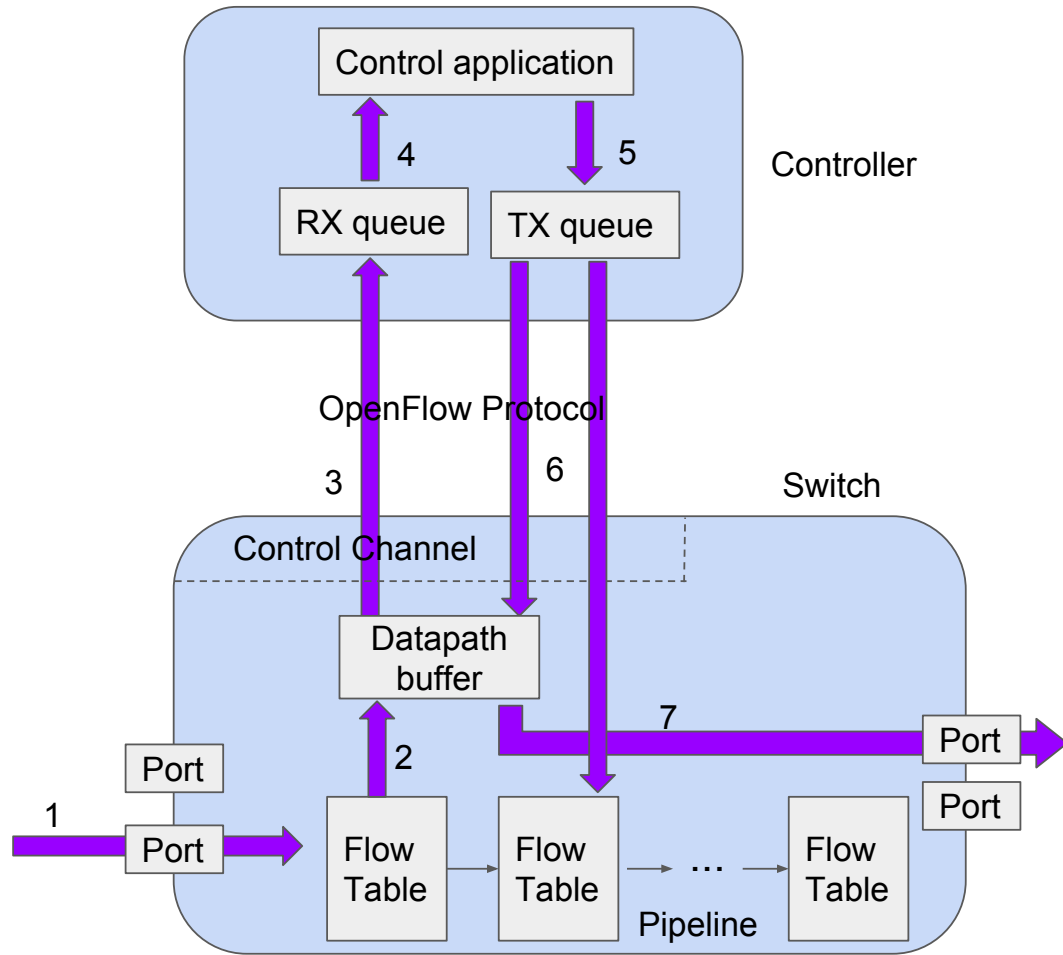 Control application
4
5
Controller
RX queue
TX queue
OpenFlow Protocol
3
6
Switch
Control Channel
Datapath
buffer
7
Port
2
Port
Port
1
Port
Flow
Table
Flow
Table
...
Flow
Table
Pipeline